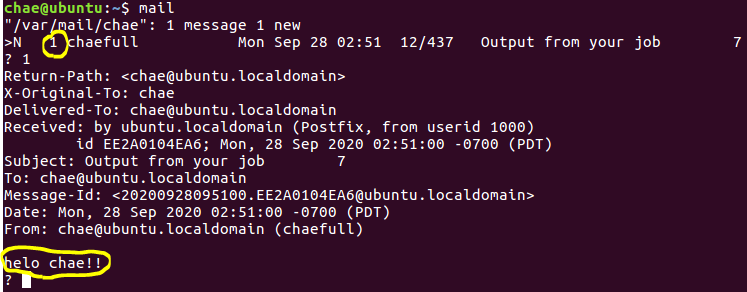 chae@ubuntu:~$ mail
"/var/mail/chae": 1 message 1 new
>N   1 chaefull           Mon Sep 28 02:51  12/437   Output from your job        7
? 1
Return-Path: <chae@ubuntu.localdomain>
X-Original-To: chae
Delivered-To: chae@ubuntu.localdomain
Received: by ubuntu.localdomain (Postfix, from userid 1000)
        id EE2A0104EA6; Mon, 28 Sep 2020 02:51:00 -0700 (PDT)
Subject: Output from your job        7
To: chae@ubuntu.localdomain
Message-Id: <20200928095100.EE2A0104EA6@ubuntu.localdomain>
Date: Mon, 28 Sep 2020 02:51:00 -0700 (PDT)
From: chae@ubuntu.localdomain (chaefull)
helo chae!!
?